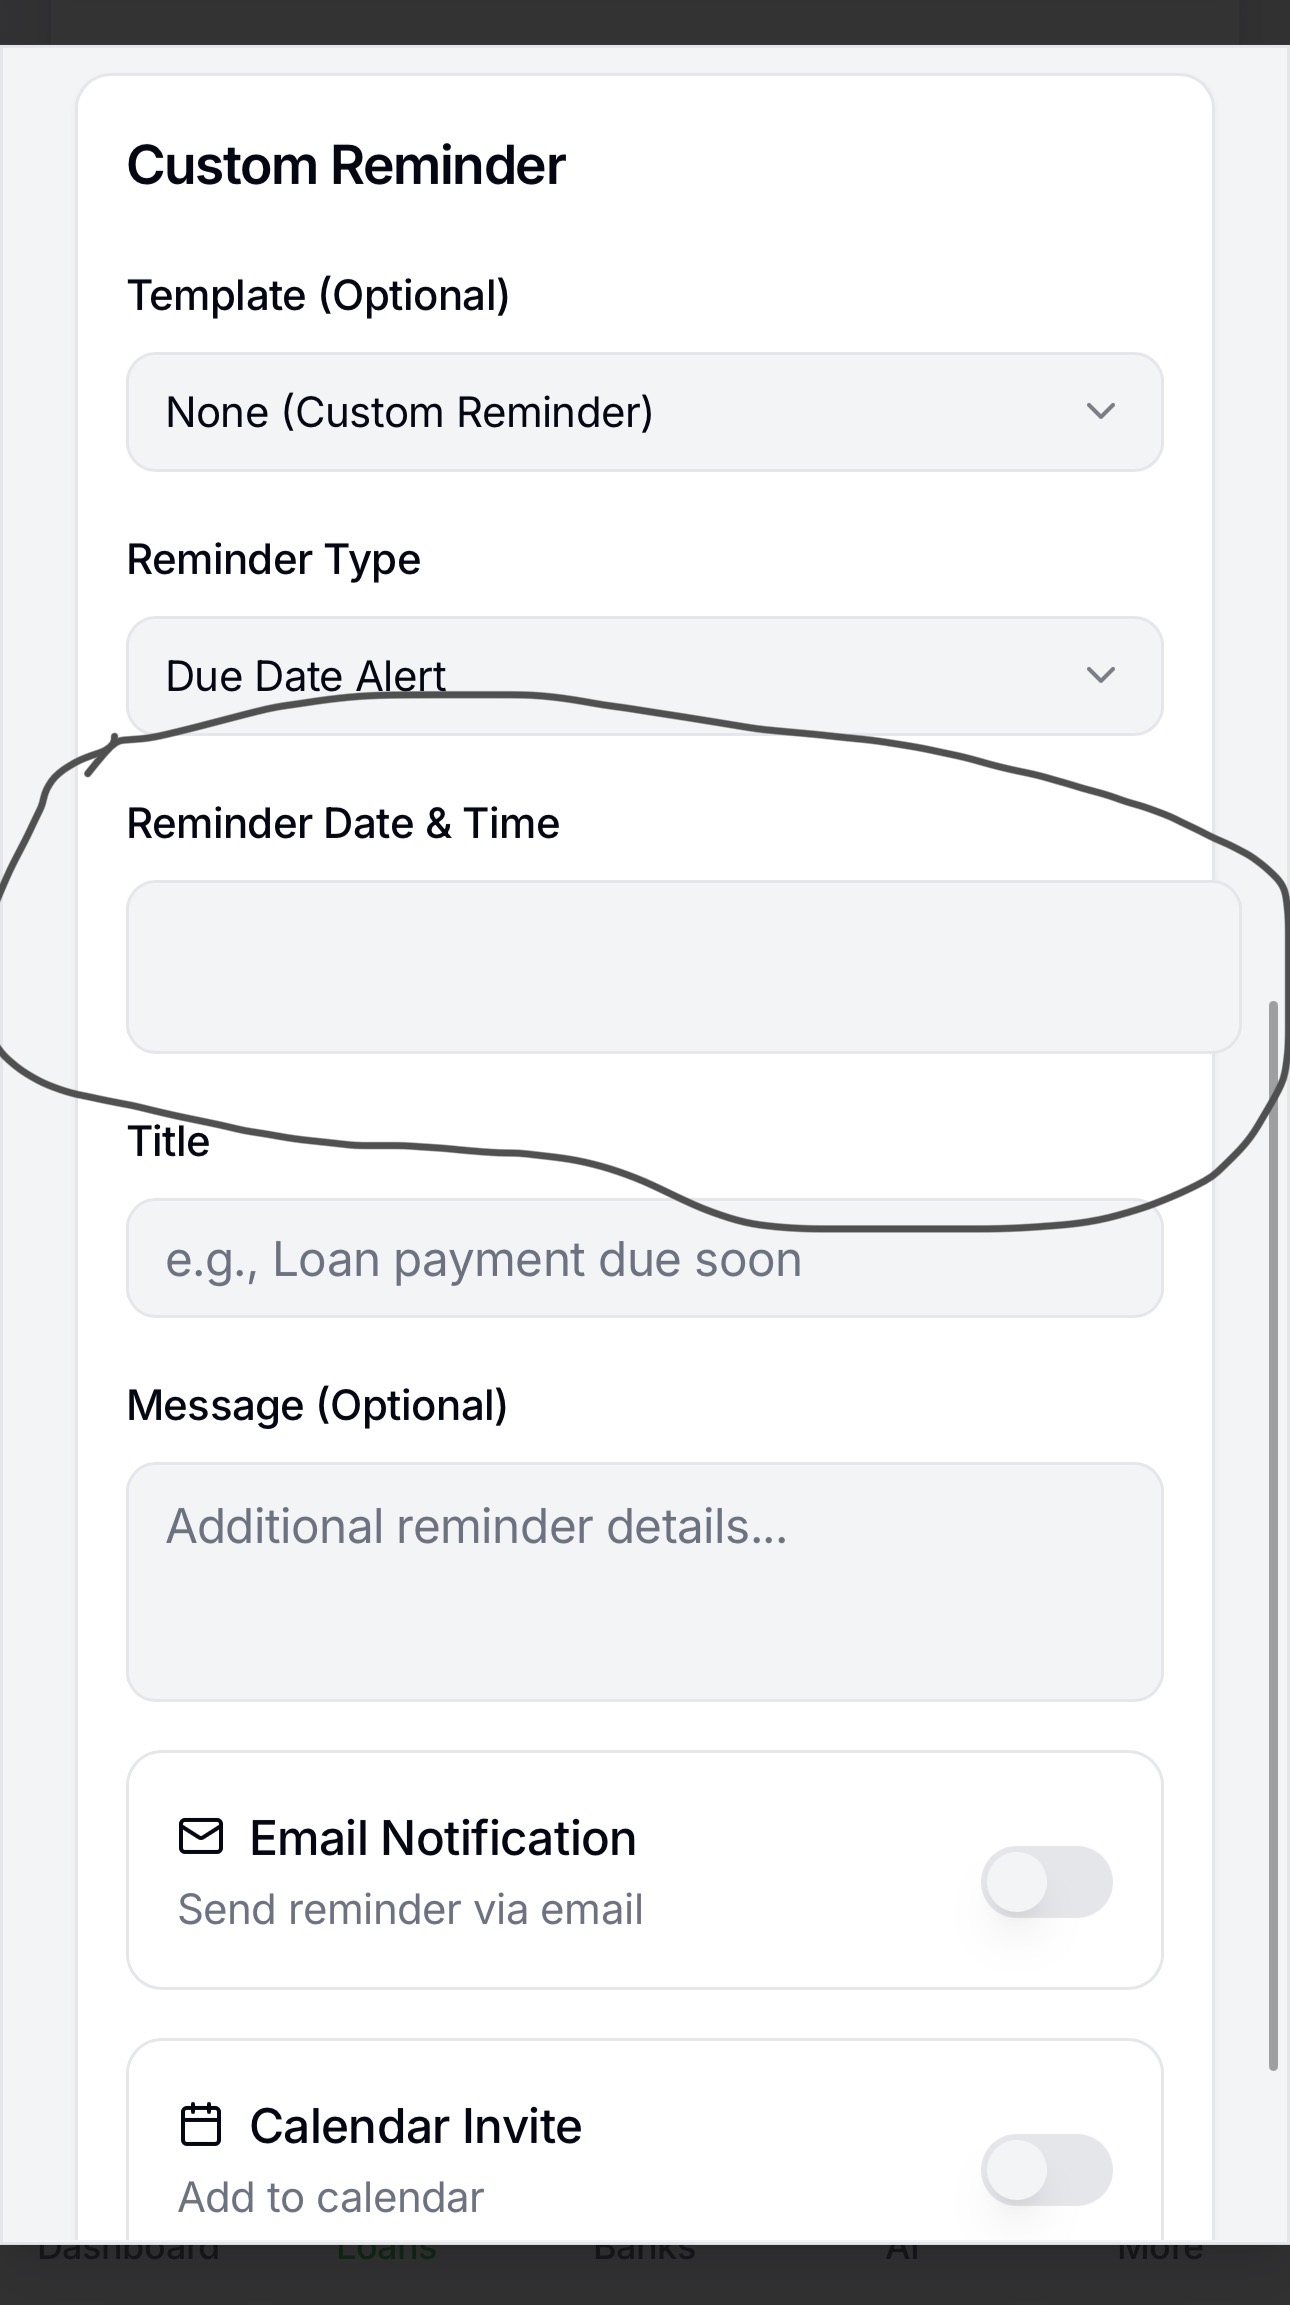 Custom Reminder
Template (Optional)
None (Custom Reminder)
Reminder Type
Due Date Alert
Reminder Date & Time
Title
e.g., Loan payment due soon
Message (Optional)
Additional reminder details...
Email Notification
Send reminder via email
Calendar Invite
Add to calendar
Dashboard Loans Banks AI More